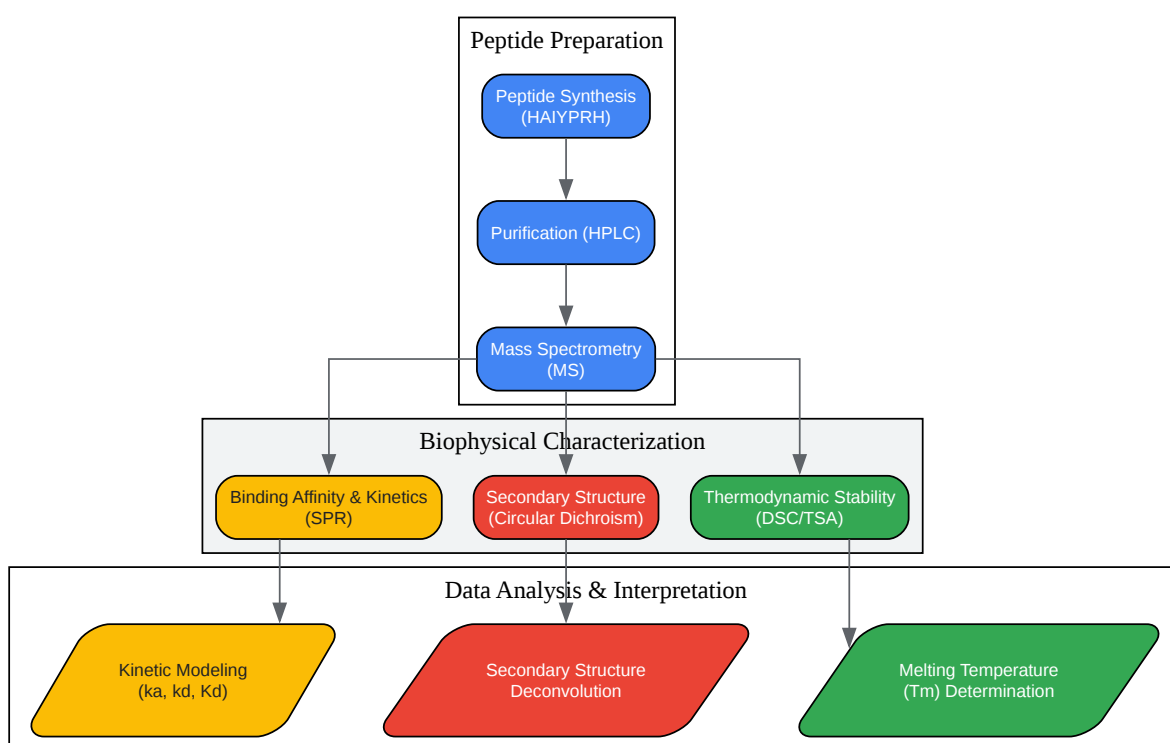 Peptide Preparation
Peptide Synthesis
(HAIYPRH)
Purification (HPLC)
Mass Spectrometry
(MS)
Biophysical Characterization
Binding Affinity & Kinetics
(SPR)
Secondary Structure
(Circular Dichroism)
Thermodynamic Stability
(DSC/TSA)
Data Analysis & Interpretation
Kinetic Modeling
(ka, kd, Kd)
Secondary Structure
Deconvolution
Melting Temperature
(Tm) Determination